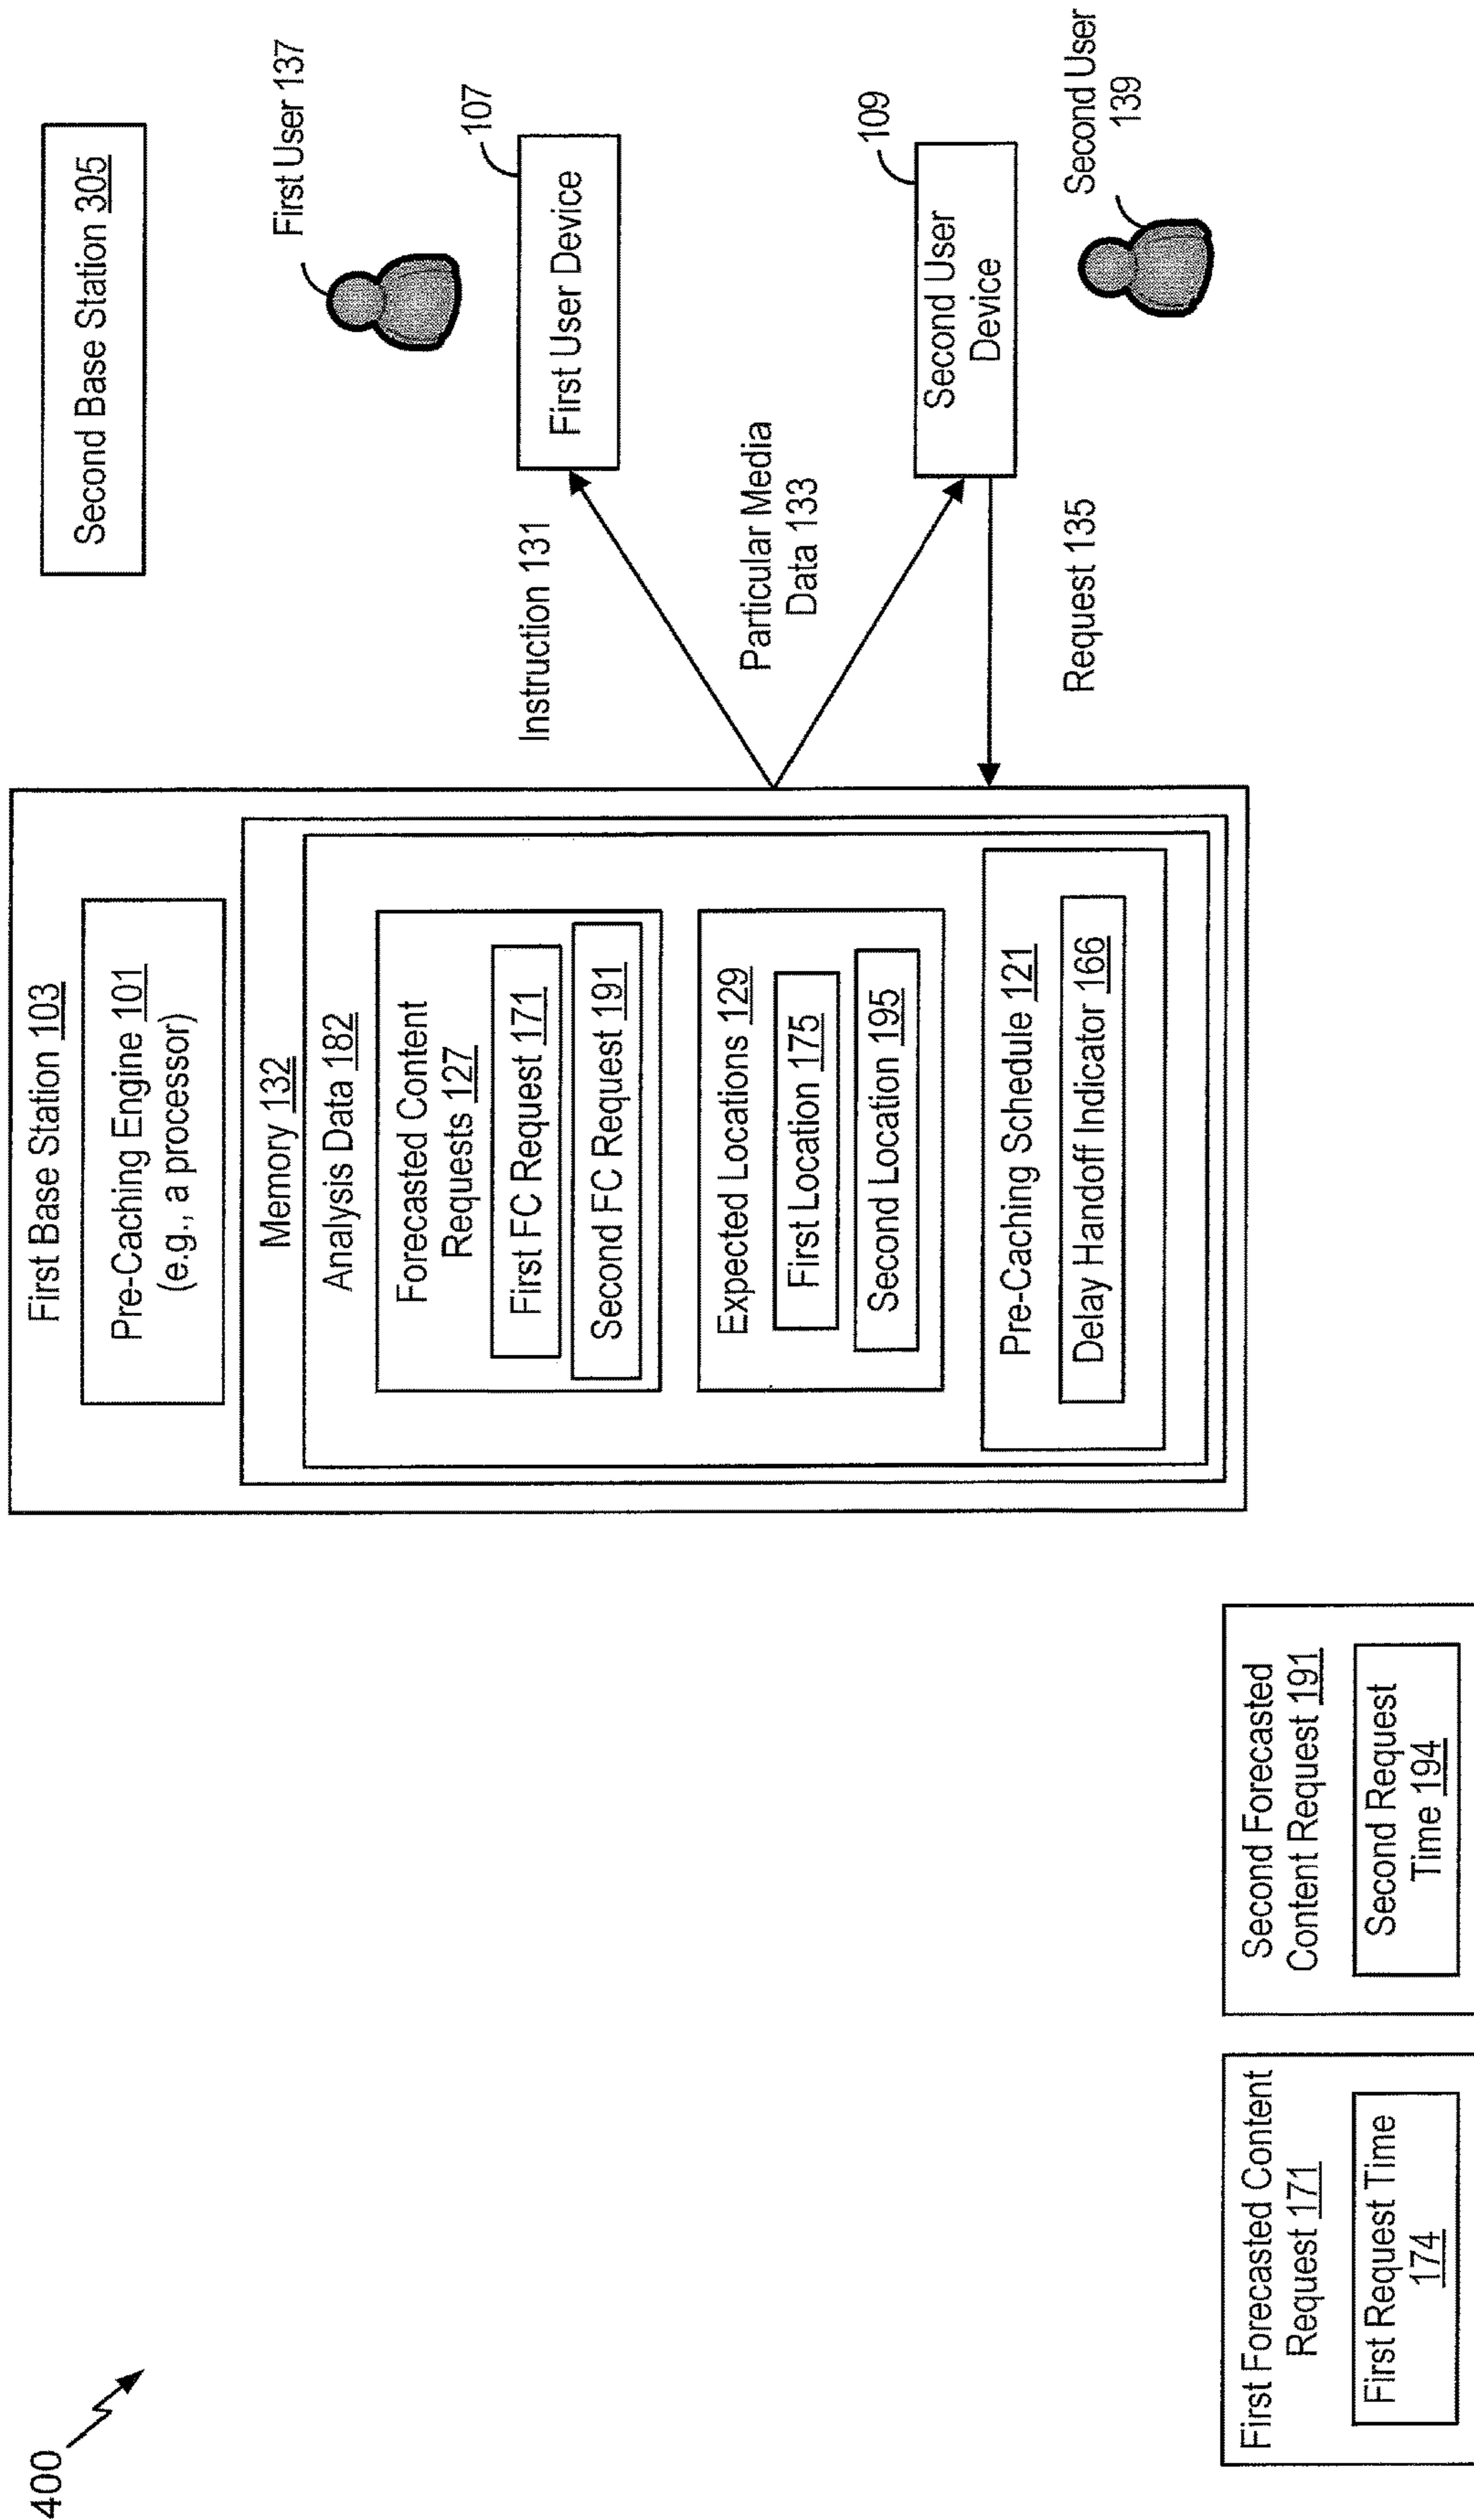 400
First Base Station 103
Pre-Caching Engine 101
(e.g., a processor)
Memory 132
Analysis Data 182
Forecasted Content
Requests 127
First FC Request 171
Second FC Request 191
Expected Locations 129
First Location 175
Second Location 195
Pre-Caching Schedule 121
Delay Handoff Indicator 166
Second Base Station 305
First User 137
107
First User Device
Instruction 131
Particular Media
Data 133
109
Second User
Device
Request 135
Second User
139
First Forecasted Content
Request 171
First Request Time
174
Second Forecasted
Content Request 191
Second Request
Time 194